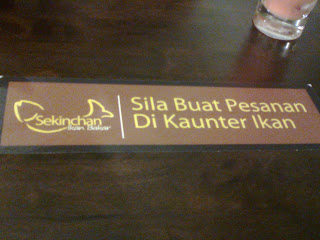 Sekinchan
Ikan Bakar
Sila Buat Pesanan
Di Kaunter Ikan